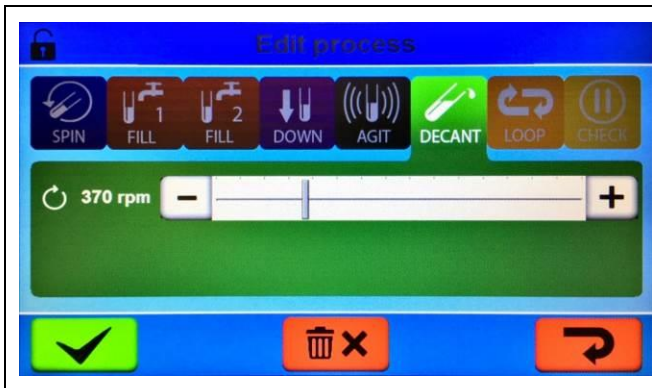 Edit process
SPIN
1
FILL
2
FILL
DOWN
AGIT
DECANT
LOOP
CHECK
370 rpm